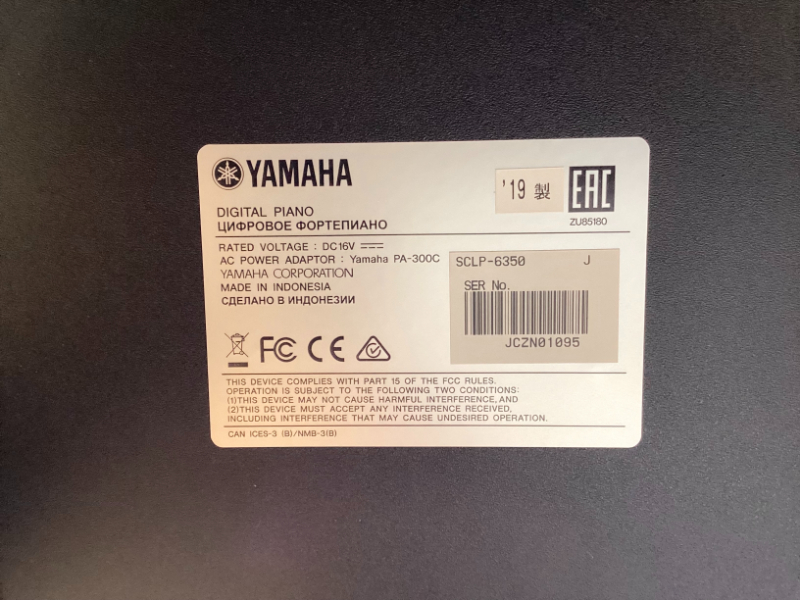 YAMAHA
'19 製
EAC
ZU85180
DIGITAL PIANO
ЦИФРОВОЕ ФОРТЕПИАНО
RATED VOLTAGE : DC16V
AC POWER ADAPTOR : Yamaha PA-300C
YAMAHA CORPORATION
MADE IN INDONESIA
СДЕЛАНО В ИНДОНЕЗИИ
SCLP-6350 J
SER No.
JCZN01095
FC CE
THIS DEVICE COMPLIES WITH PART 15 OF THE FCC RULES.
OPERATION IS SUBJECT TO THE FOLLOWING TWO CONDITIONS:
(1)THIS DEVICE MAY NOT CAUSE HARMFUL INTERFERENCE,AND
(2)THIS DEVICE MUST ACCEPT ANY INTERFERENCE RECEIVED,
INCLUDING INTERFERENCE THAT MAY CAUSE UNDESIRED OPERATION.
CAN ICES-3 (B)/NMB-3(B)